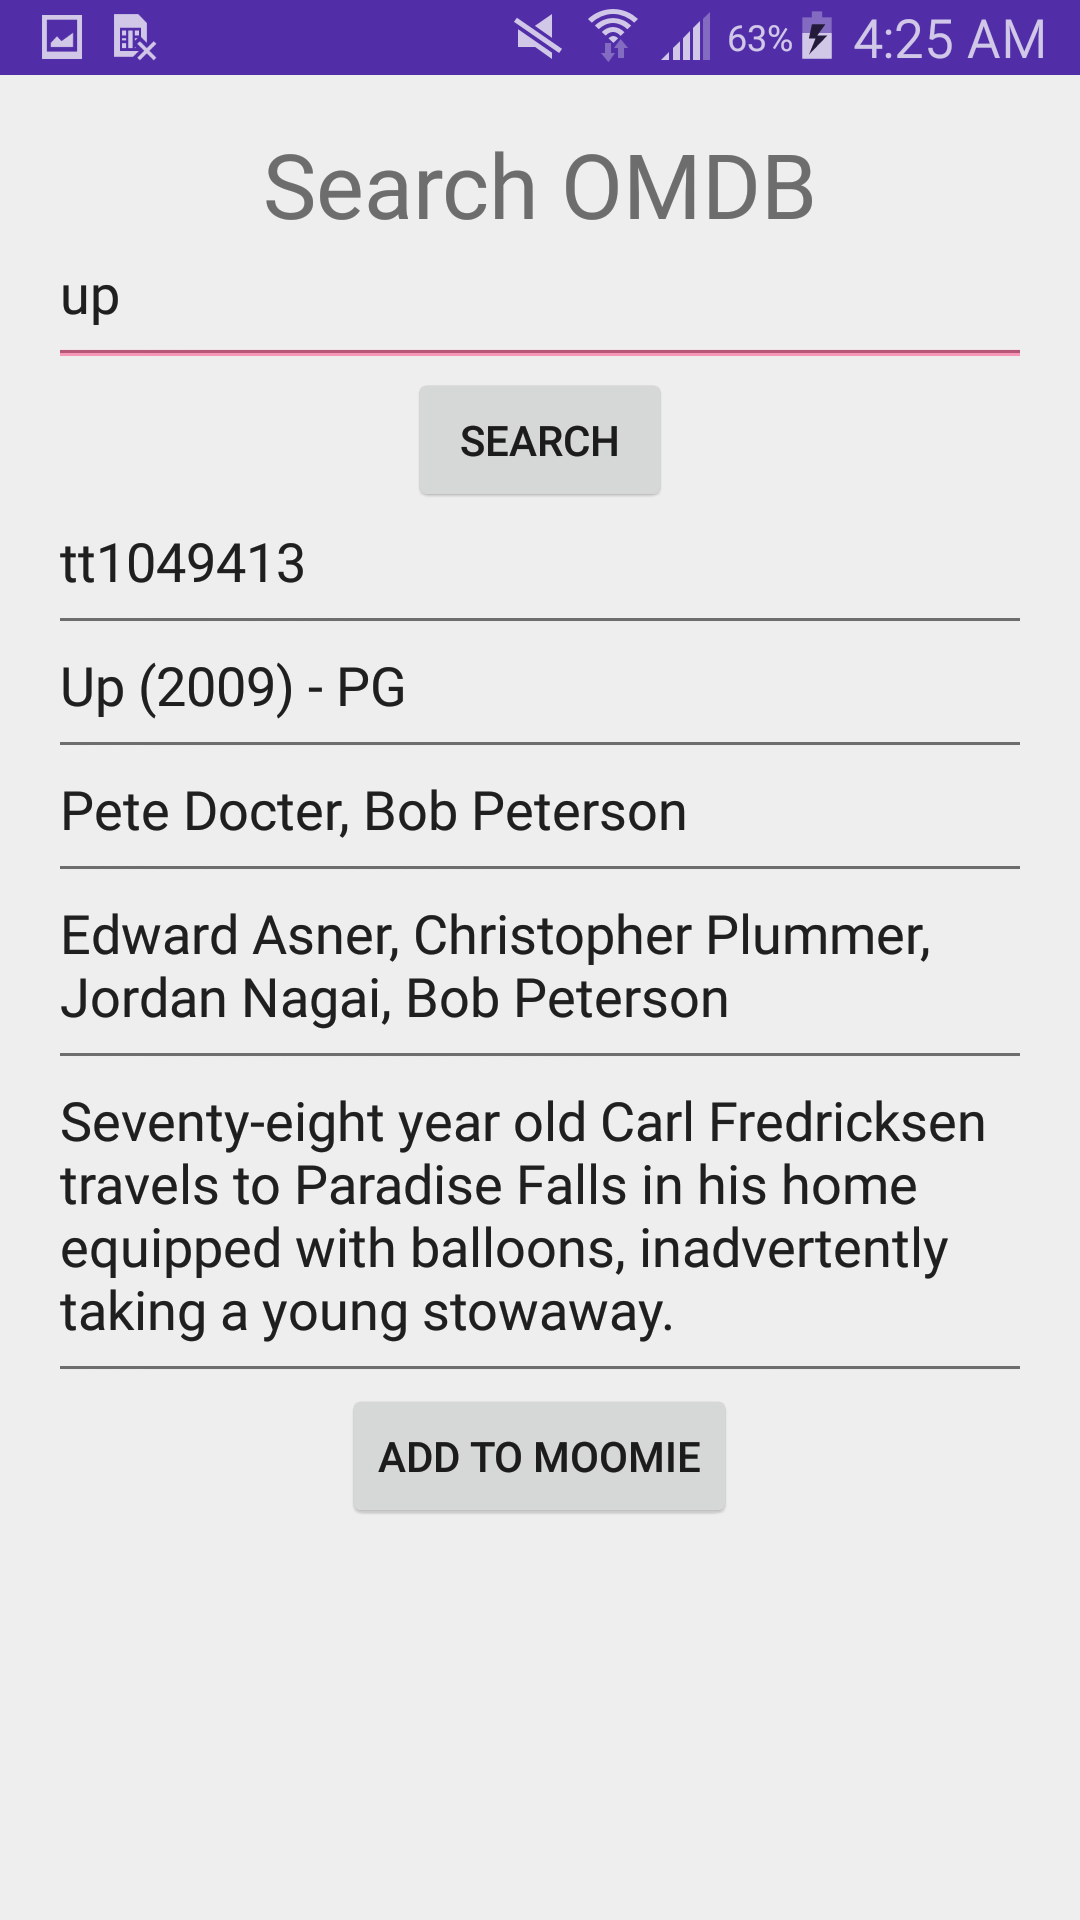 63% 4:25 AM
Search OMDB
up
SEARCH
tt1049413
Up (2009) - PG
Pete Docter, Bob Peterson
Edward Asner, Christopher Plummer,
Jordan Nagai, Bob Peterson
Seventy-eight year old Carl Fredricksen
travels to Paradise Falls in his home
equipped with balloons, inadvertently
taking a young stowaway.
ADD TO MOOMIE